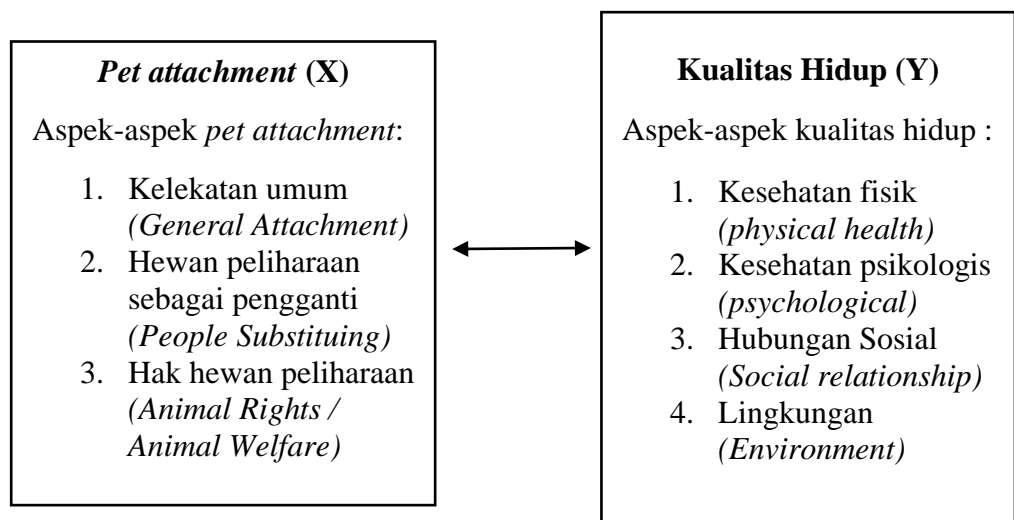 Pet attachment (X)
Aspek-aspek pet attachment:
1. Kelekatan umum
(General Attachment)
2. Hewan peliharaan
sebagai pengganti
(People Substituing)
3. Hak hewan peliharaan
(Animal Rights /
Animal Welfare)
Kualitas Hidup (Y)
Aspek-aspek kualitas hidup :
1. Kesehatan fisik
(physical health)
2. Kesehatan psikologis
(psychological)
3. Hubungan Sosial
(Social relationship)
4. Lingkungan
(Environment)